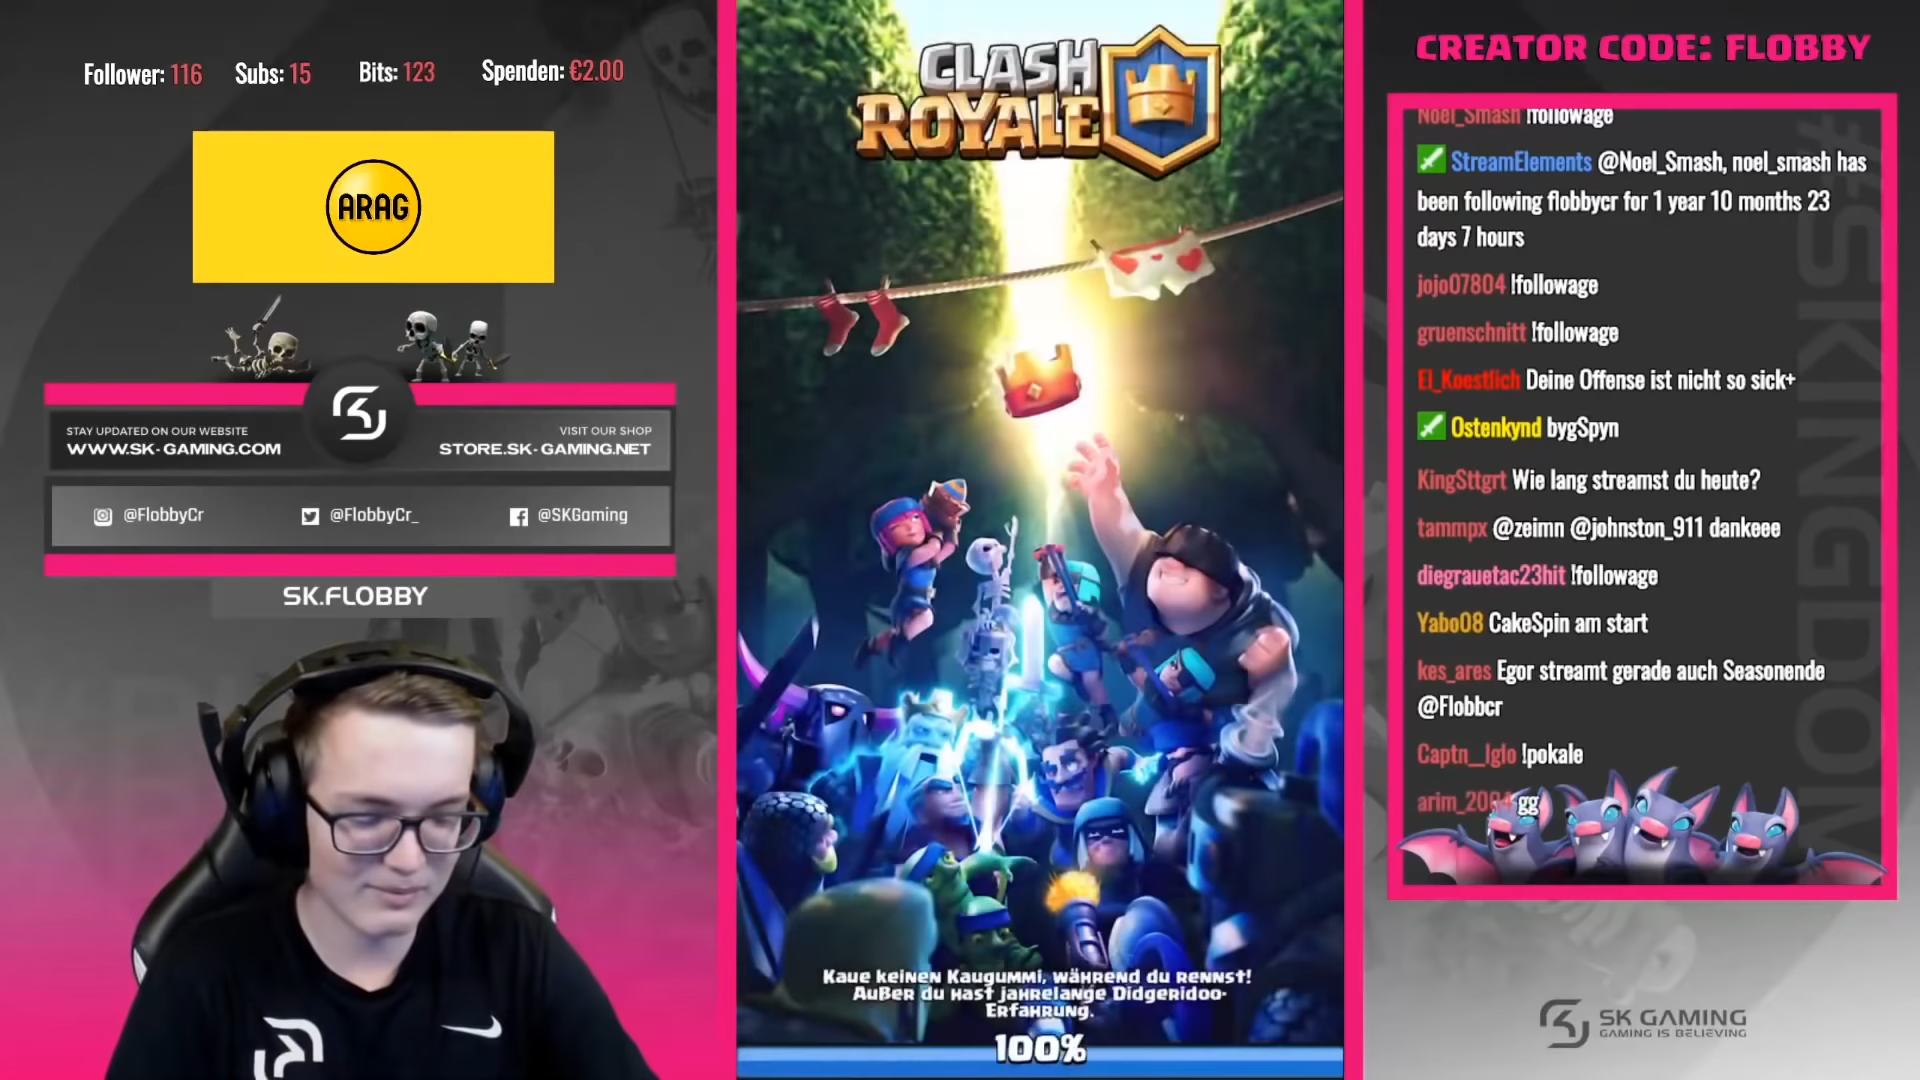 Follower: 116 Subs: 15 Bits: 123 Spenden: €2.00
ARAG
STAY UPDATED ON OUR WEBSITE
WWW.SK-GAMING.COM
VISIT OUR SHOP
STORE.SK-GAMING.NET
@FlobbyCr @FlobbyCr_ @SKGaming
SK.FLOBBY
CLASH
ROYALE
Kaue keinen Kaugummi, während du rennst!
Außer du hast jahrelange Didgeridoo-
Erfahrung.
100%
CREATOR CODE: FLOBBY
Noel_Smash !followage
StreamElements @Noel_Smash, noel_smash has
been following flobbycr for 1 year 10 months 23
days 7 hours
jojo07804 !followage
gruenschnitt !followage
El_Koestlich Deine Offense ist nicht so sick+
Ostenkynd bygSpyn
KingSttgrt Wie lang streamst du heute?
tammpx @zeimn @johnston_911 dankeee
diegrauetac23hit !followage
Yabo08 CakeSpin am start
kes_ares Egor streamt gerade auch Seasonende
@Flobbcr
Captn__Iglo !pokale
arim_2004 gg
#SKINGDOM
SK GAMING
GAMING IS BELIEVING